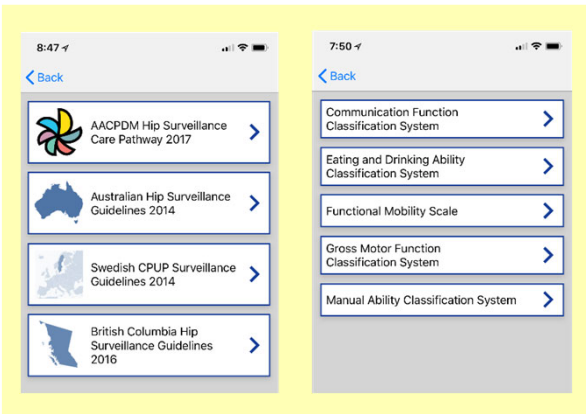 8:47
Back
AACPDM Hip Surveillance
Care Pathway 2017
Australian Hip Surveillance
Guidelines 2014
Swedish CPUP Surveillance
Guidelines 2014
British Columbia Hip
Surveillance Guidelines
2016
7:50
Back
Communication Function
Classification System
Eating and Drinking Ability
Classification System
Functional Mobility Scale
Gross Motor Function
Classification System
Manual Ability Classification System